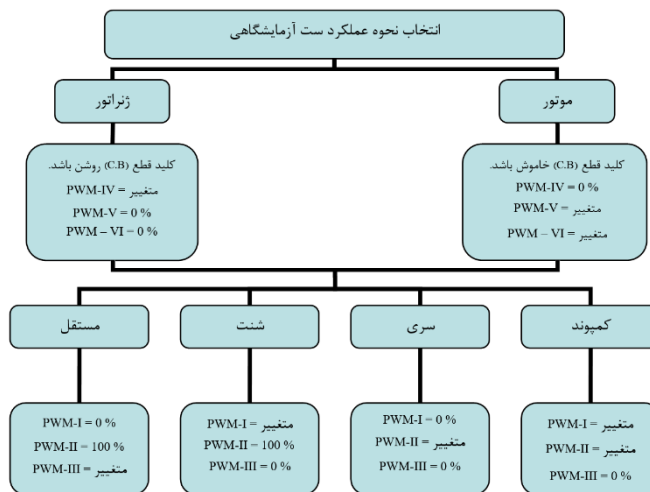 انتخاب نحوه عملکرد ست آزمایشگاهی
موتور
ژنراتور
کلید قطع (C.B) خاموش باشد.
PWM-IV = 0 %
PWM-V = متغییر
PWM – VI = متغییر
کلید قطع (C.B) روشن باشد.
PWM-IV = متغییر
PWM-V = 0 %
PWM – VI = 0 %
کمپوند
سری
شنت
مستقل
PWM-I = متغییر
PWM-II = متغییر
PWM-III = 0 %
PWM-I = 0 %
PWM-II = متغییر
PWM-III = 0 %
PWM-I = متغییر
PWM-II = 100 %
PWM-III = 0 %
PWM-I = 0 %
PWM-II = 100 %
PWM-III = متغییر